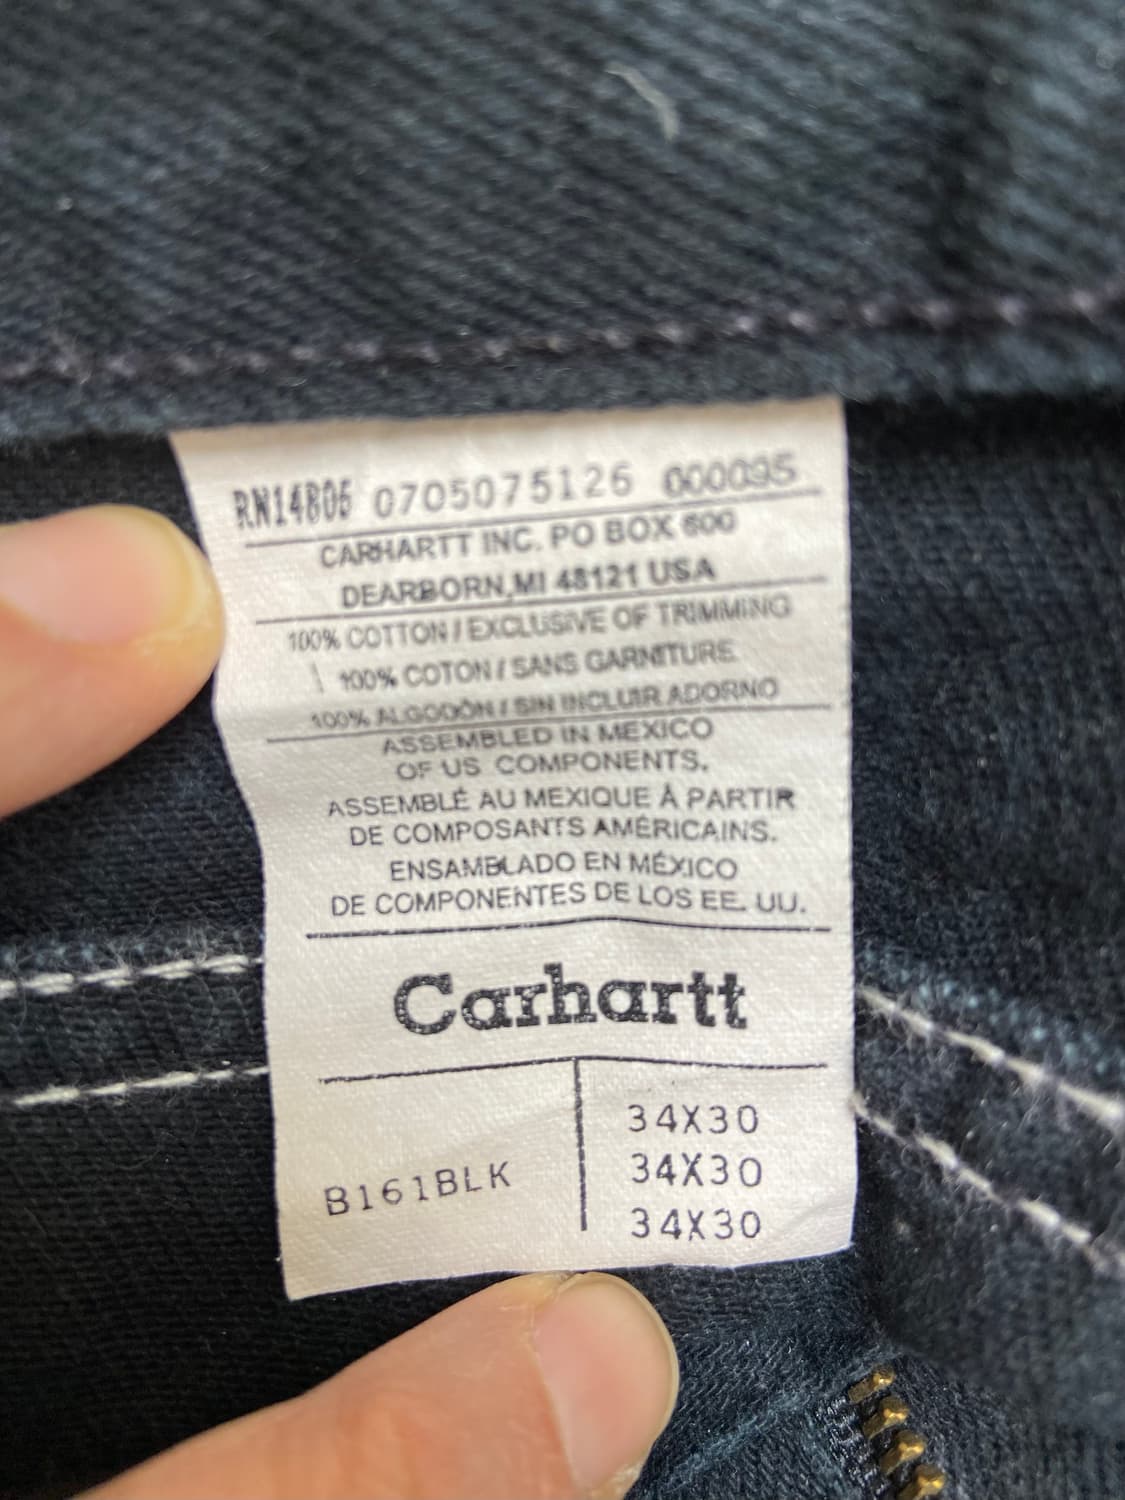 RN14806 0705075126 000095
CARHARTT INC. PO BOX 600
DEARBORN,MI 48121 USA
100% COTTON / EXCLUSIVE OF TRIMMING
100% COTON / SANS GARNITURE
100% ALGODÓN / SIN INCLUIR ADORNO
ASSEMBLED IN MEXICO
OF US COMPONENTS.
ASSEMBLÉ AU MEXIQUE À PARTIR
DE COMPOSANTS AMÉRICAINS.
ENSAMBLADO EN MÉXICO
DE COMPONENTES DE LOS EE. UU.
Carhartt
B161BLK
34X30
34X30
34X30